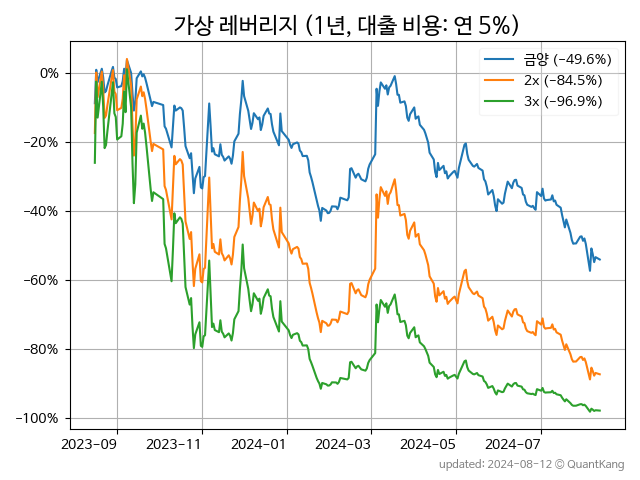 가상 레버리지 (1년, 대출 비용: 연 5%)
금양 (−49.6%)
2x (−84.5%)
3x (−96.9%)
0%
−20%
−40%
−60%
−80%
−100%
2023−09 2023−11 2024−01 2024−03 2024−05 2024−07
updated: 2024−08−12 © QuantKang